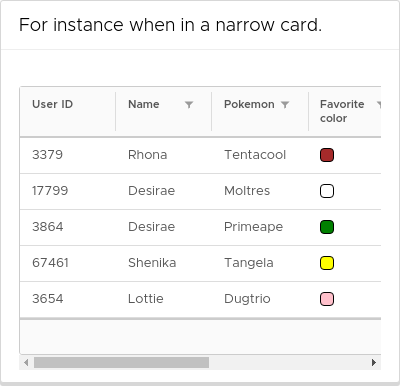 For instance when in a narrow card.
User ID Name Pokemon Favorite color
3379 Rhona Tentacool
17799 Desirae Moltres
3864 Desirae Primeape
67461 Shenika Tangela
3654 Lottie Dugtrio